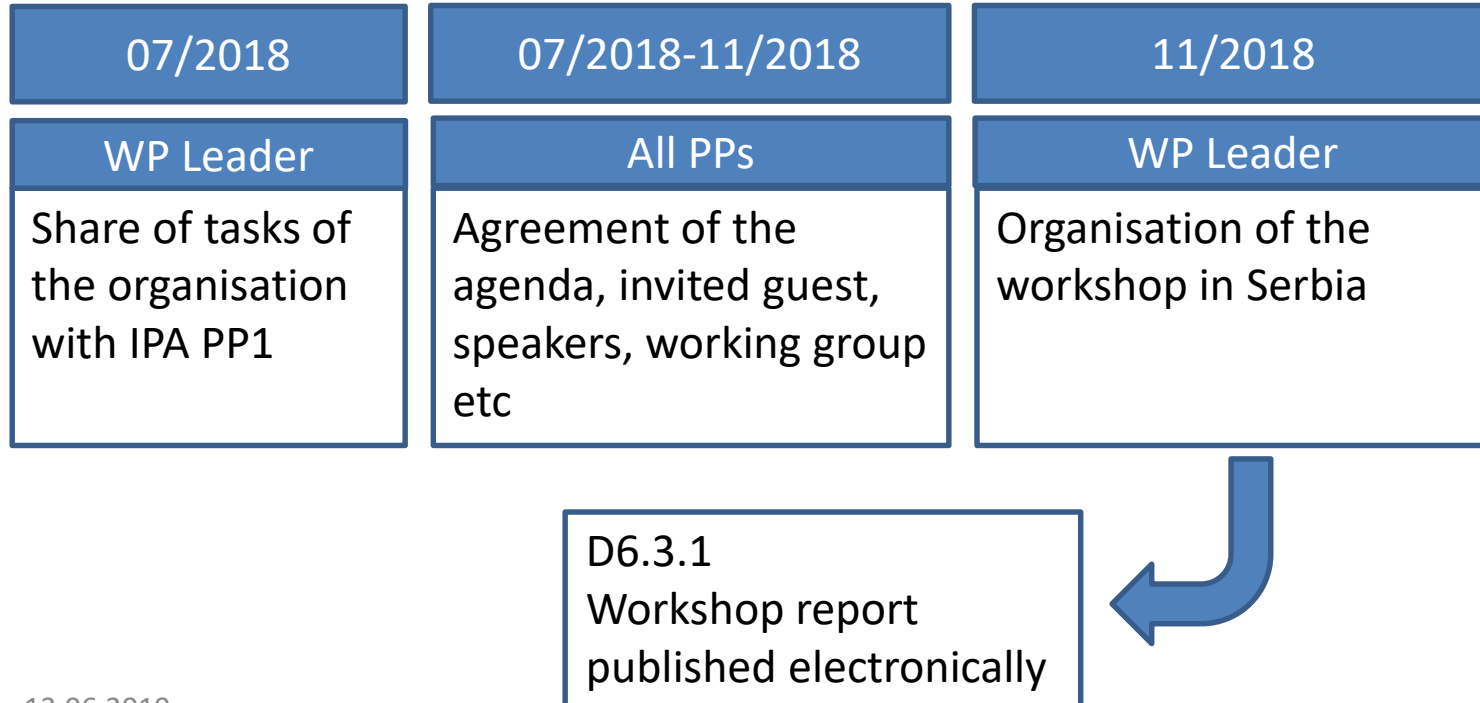 07/2018
07/2018-11/2018
11/2018
WP Leader
All PPs
WP Leader
Share of tasks of
the organisation
with IPA PP1
Agreement of the
agenda, invited guest,
speakers, working group
etc
Organisation of the
workshop in Serbia
D6.3.1
Workshop report
published electronically